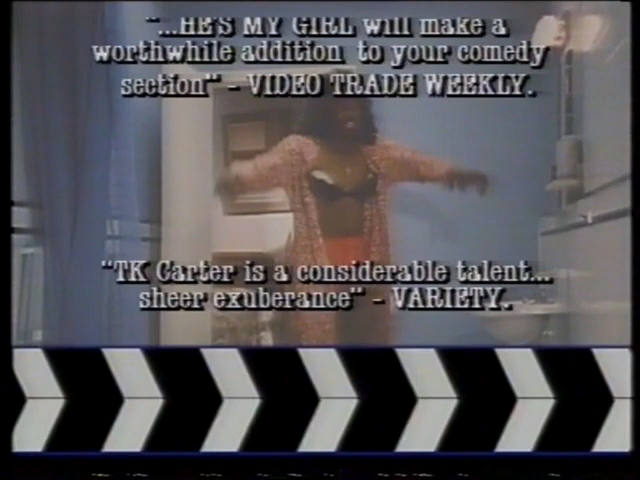 "...HE'S MY GIRL will make a
worthwhile addition to your comedy
section" - VIDEO TRADE WEEKLY.
"TK Carter is a considerable talent...
sheer exuberance" - VARIETY.